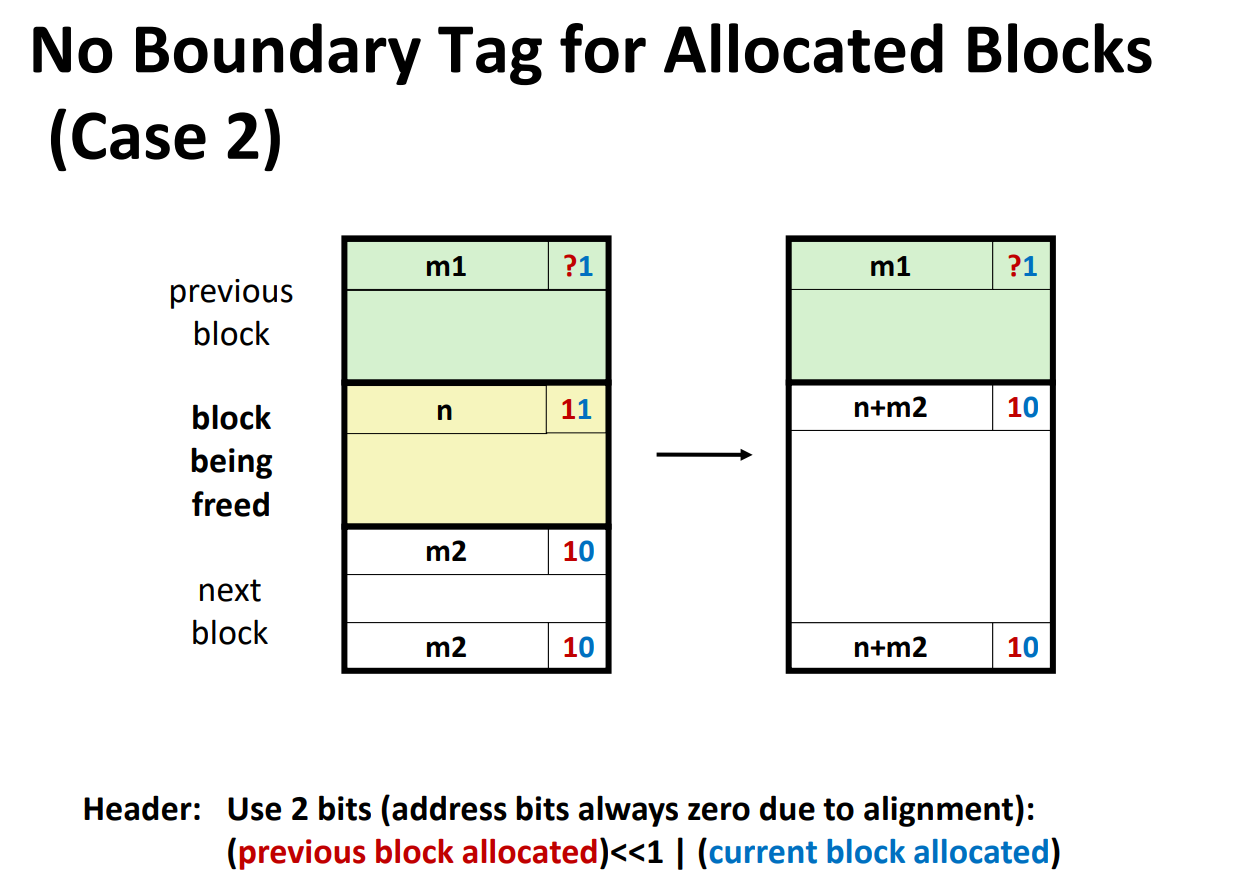 No Boundary Tag for Allocated Blocks
(Case 2)
m1 ?1
previous
block
block
being
freed
n 11
m2 10
next
block
m2 10
m1 ?1
n+m2 10
n+m2 10
Header: Use 2 bits (address bits always zero due to alignment):
(previous block allocated)<<1 | (current block allocated)